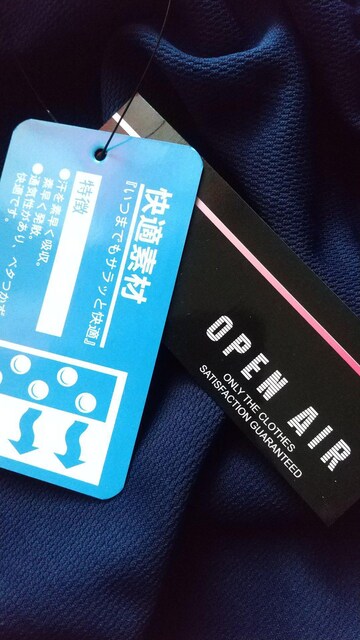 快適素材
『いつまでもサラッと快適』
特徴
●汗を素早く吸収。
素早く発散。
●通気性があり、ベタつかず
快適です。
OPEN AIR
ONLY THE CLOTHES
SATISFACTION GUARANTEED